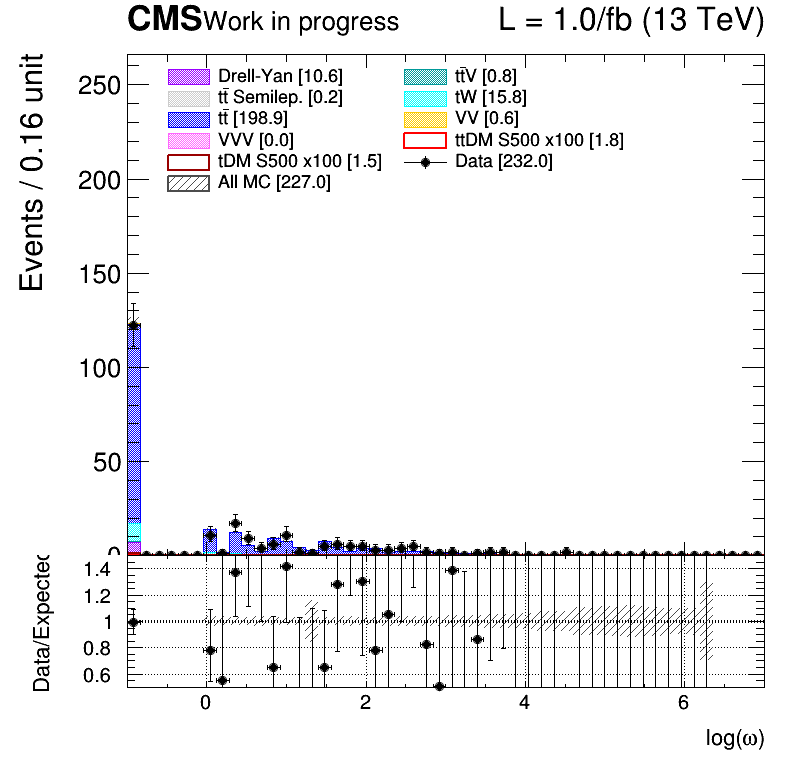 CMS Work in progress L = 1.0/fb (13 TeV)
Events / 0.16 unit
250
200
150
100
50
0
Drell-Yan [10.6] tt̄V [0.8]
tt̄ Semilep. [0.2] tW [15.8]
tt̄ [198.9] VV [0.6]
VVV [0.0] ttDM S500 x100 [1.8]
tDM S500 x100 [1.5] Data [232.0]
All MC [227.0]
Data/Expected
1.4
1.2
1
0.8
0.6
0 2 4 6
log(ω)